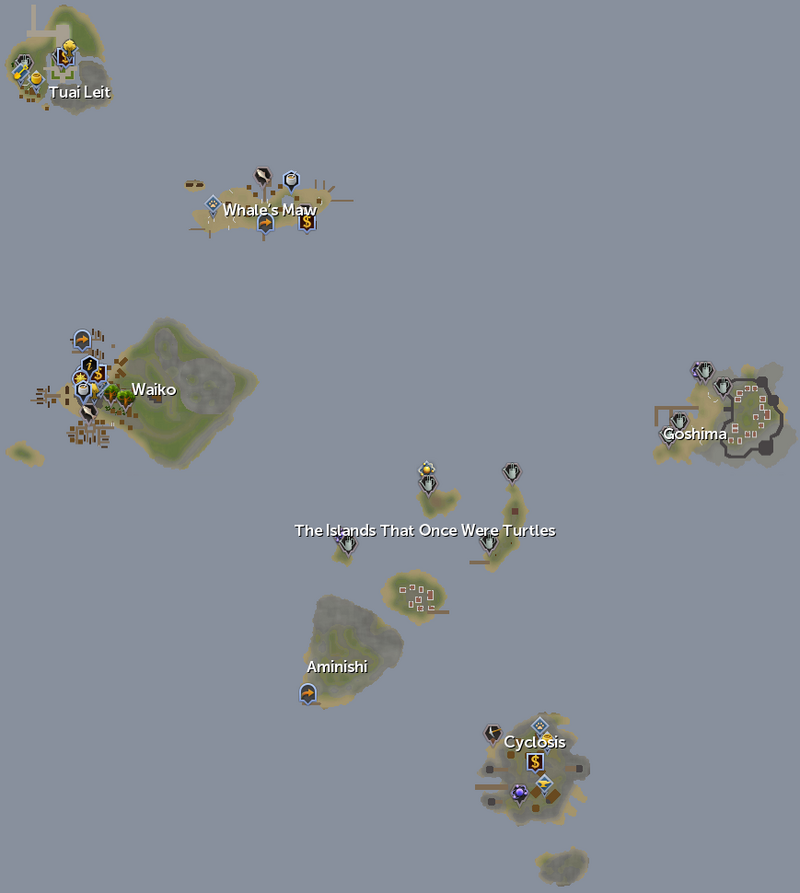 Tuai Leit
Whale's Maw
Waiko
Goshima
The Islands That Once Were Turtles
Aminishi
Cyclosis